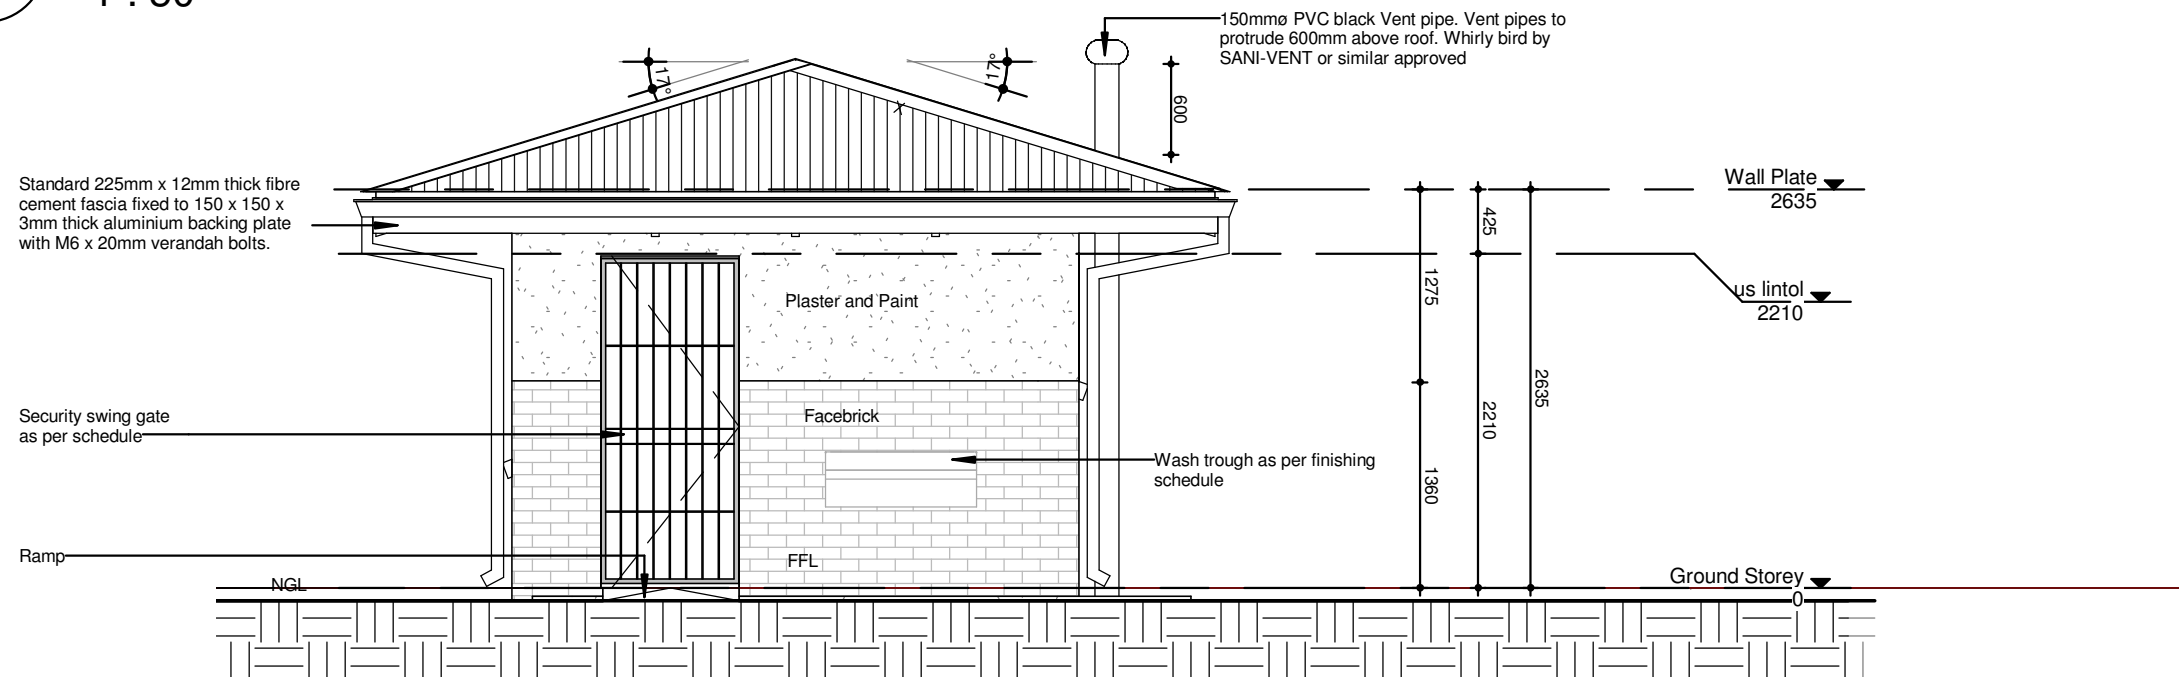 150mmø PVC black Vent pipe. Vent pipes to
protrude 600mm above roof. Whirly bird by
SANI-VENT or similar approved
17°
17°
600
Standard 225mm x 12mm thick fibre
cement fascia fixed to 150 x 150 x
3mm thick aluminium backing plate
with M6 x 20mm verandah bolts.
Wall Plate
2635
425
1275
us lintol
2210
Plaster and Paint
2635
2210
Security swing gate
as per schedule
Facebrick
Wash trough as per finishing
schedule
1360
Ramp
FFL
NGL
Ground Storey
0